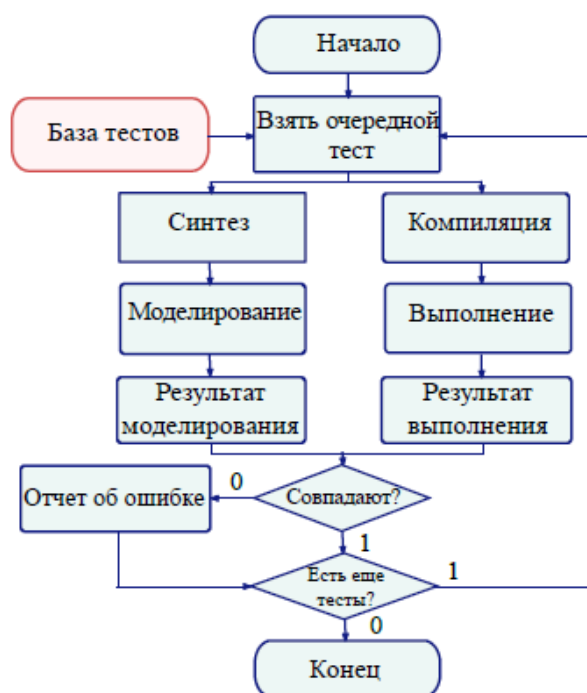 Начало
База тестов
Взять очередной
тест
Синтез
Компиляция
Моделирование
Выполнение
Результат
моделирования
Результат
выполнения
Отчет об ошибке
0
Совпадают?
1
Есть еще
тесты?
1
0
Конец